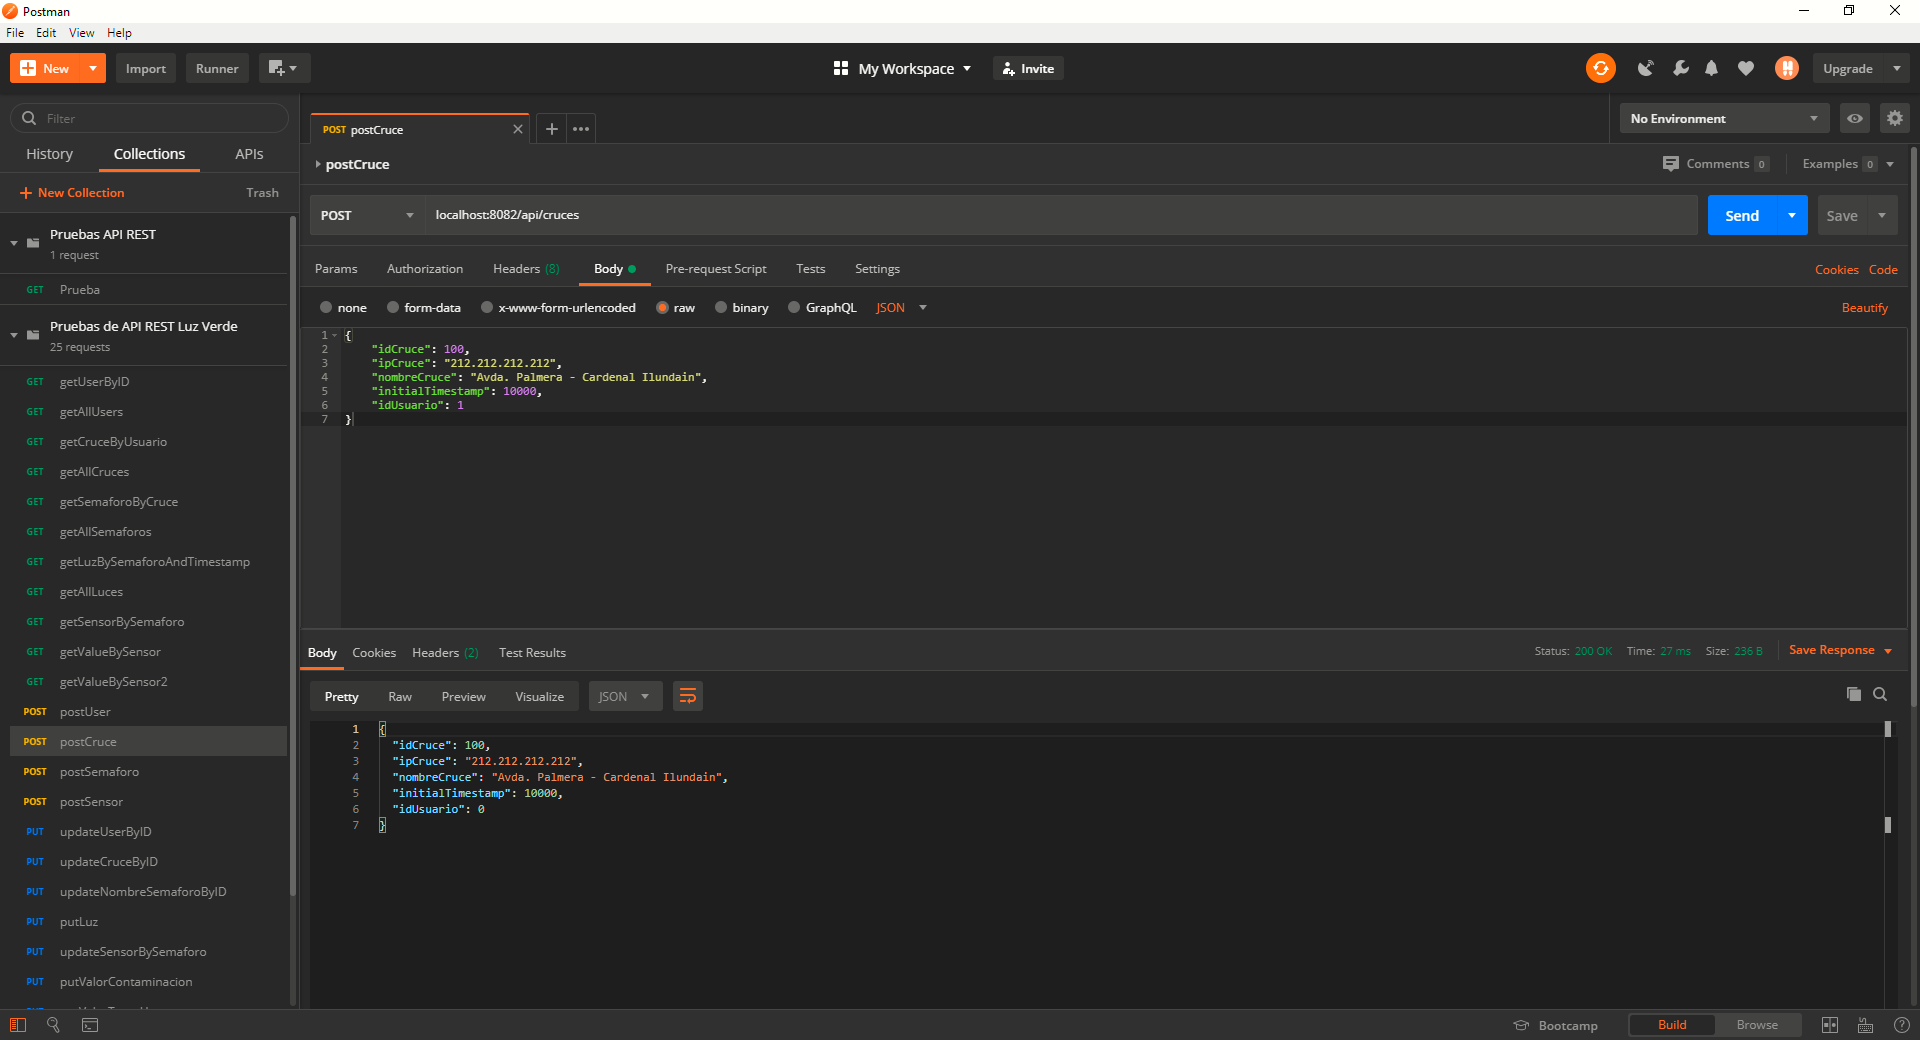 Postman
File Edit View Help
New Import Runner My Workspace Invite Upgrade
Filter
History Collections APIs
New Collection Trash
Pruebas API REST
1 request
GET Prueba
Pruebas de API REST Luz Verde
25 requests
GET getUserByID
GET getAllUsers
GET getCruceByUsuario
GET getAllCruces
GET getSemaforoByCruce
GET getAllSemaforos
GET getLuzBySemaforoAndTimestamp
GET getAllLuces
GET getSensorBySemaforo
GET getValueBySensor
GET getValueBySensor2
POST postUser
POST postCruce
POST postSemaforo
POST postSensor
PUT updateUserByID
PUT updateCruceByID
PUT updateNombreSemaforoByID
PUT putLuz
PUT updateSensorBySemaforo
PUT putValorContaminacion
POST postCruce
No Environment
postCruce Comments 0 Examples 0
POST localhost:8082/api/cruces Send Save
Params Authorization Headers (8) Body Pre-request Script Tests Settings Cookies Code
none form-data x-www-form-urlencoded raw binary GraphQL JSON Beautify
1 {
2 "idCruce": 100,
3 "ipCruce": "212.212.212.212",
4 "nombreCruce": "Avda. Palmera - Cardenal Ilundain",
5 "initialTimestamp": 10000,
6 "idUsuario": 1
7 }
Body Cookies Headers (2) Test Results Status: 200 OK Time: 27 ms Size: 236 B Save Response
Pretty Raw Preview Visualize JSON
1 {
2 "idCruce": 100,
3 "ipCruce": "212.212.212.212",
4 "nombreCruce": "Avda. Palmera - Cardenal Ilundain",
5 "initialTimestamp": 10000,
6 "idUsuario": 0
7 }
Bootcamp Build Browse